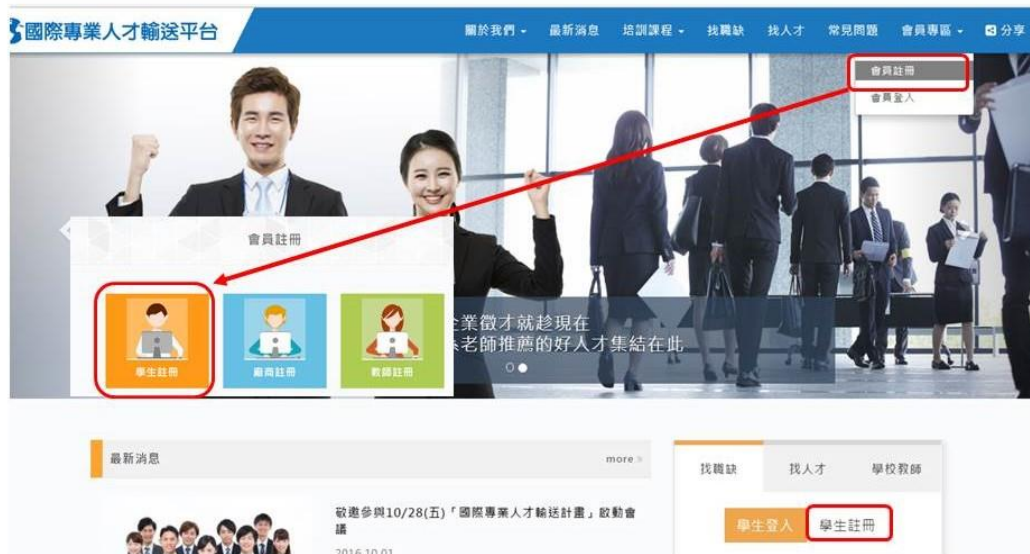 國際專業人才輸送平台
關於我們
最新消息
培訓課程
找職缺
找人才
常見問題
會員專區
分享
會員註冊
會員登入
會員註冊
學生註冊
廠商註冊
教師註冊
企業徵才就趁現在
老師推薦的好人才集結在此
最新消息
more »
找職缺
找人才
學校教師
敬邀參與10/28(五)「國際專業人才輸送計畫」啟動會
議
2016.10.01
學生登入
學生註冊